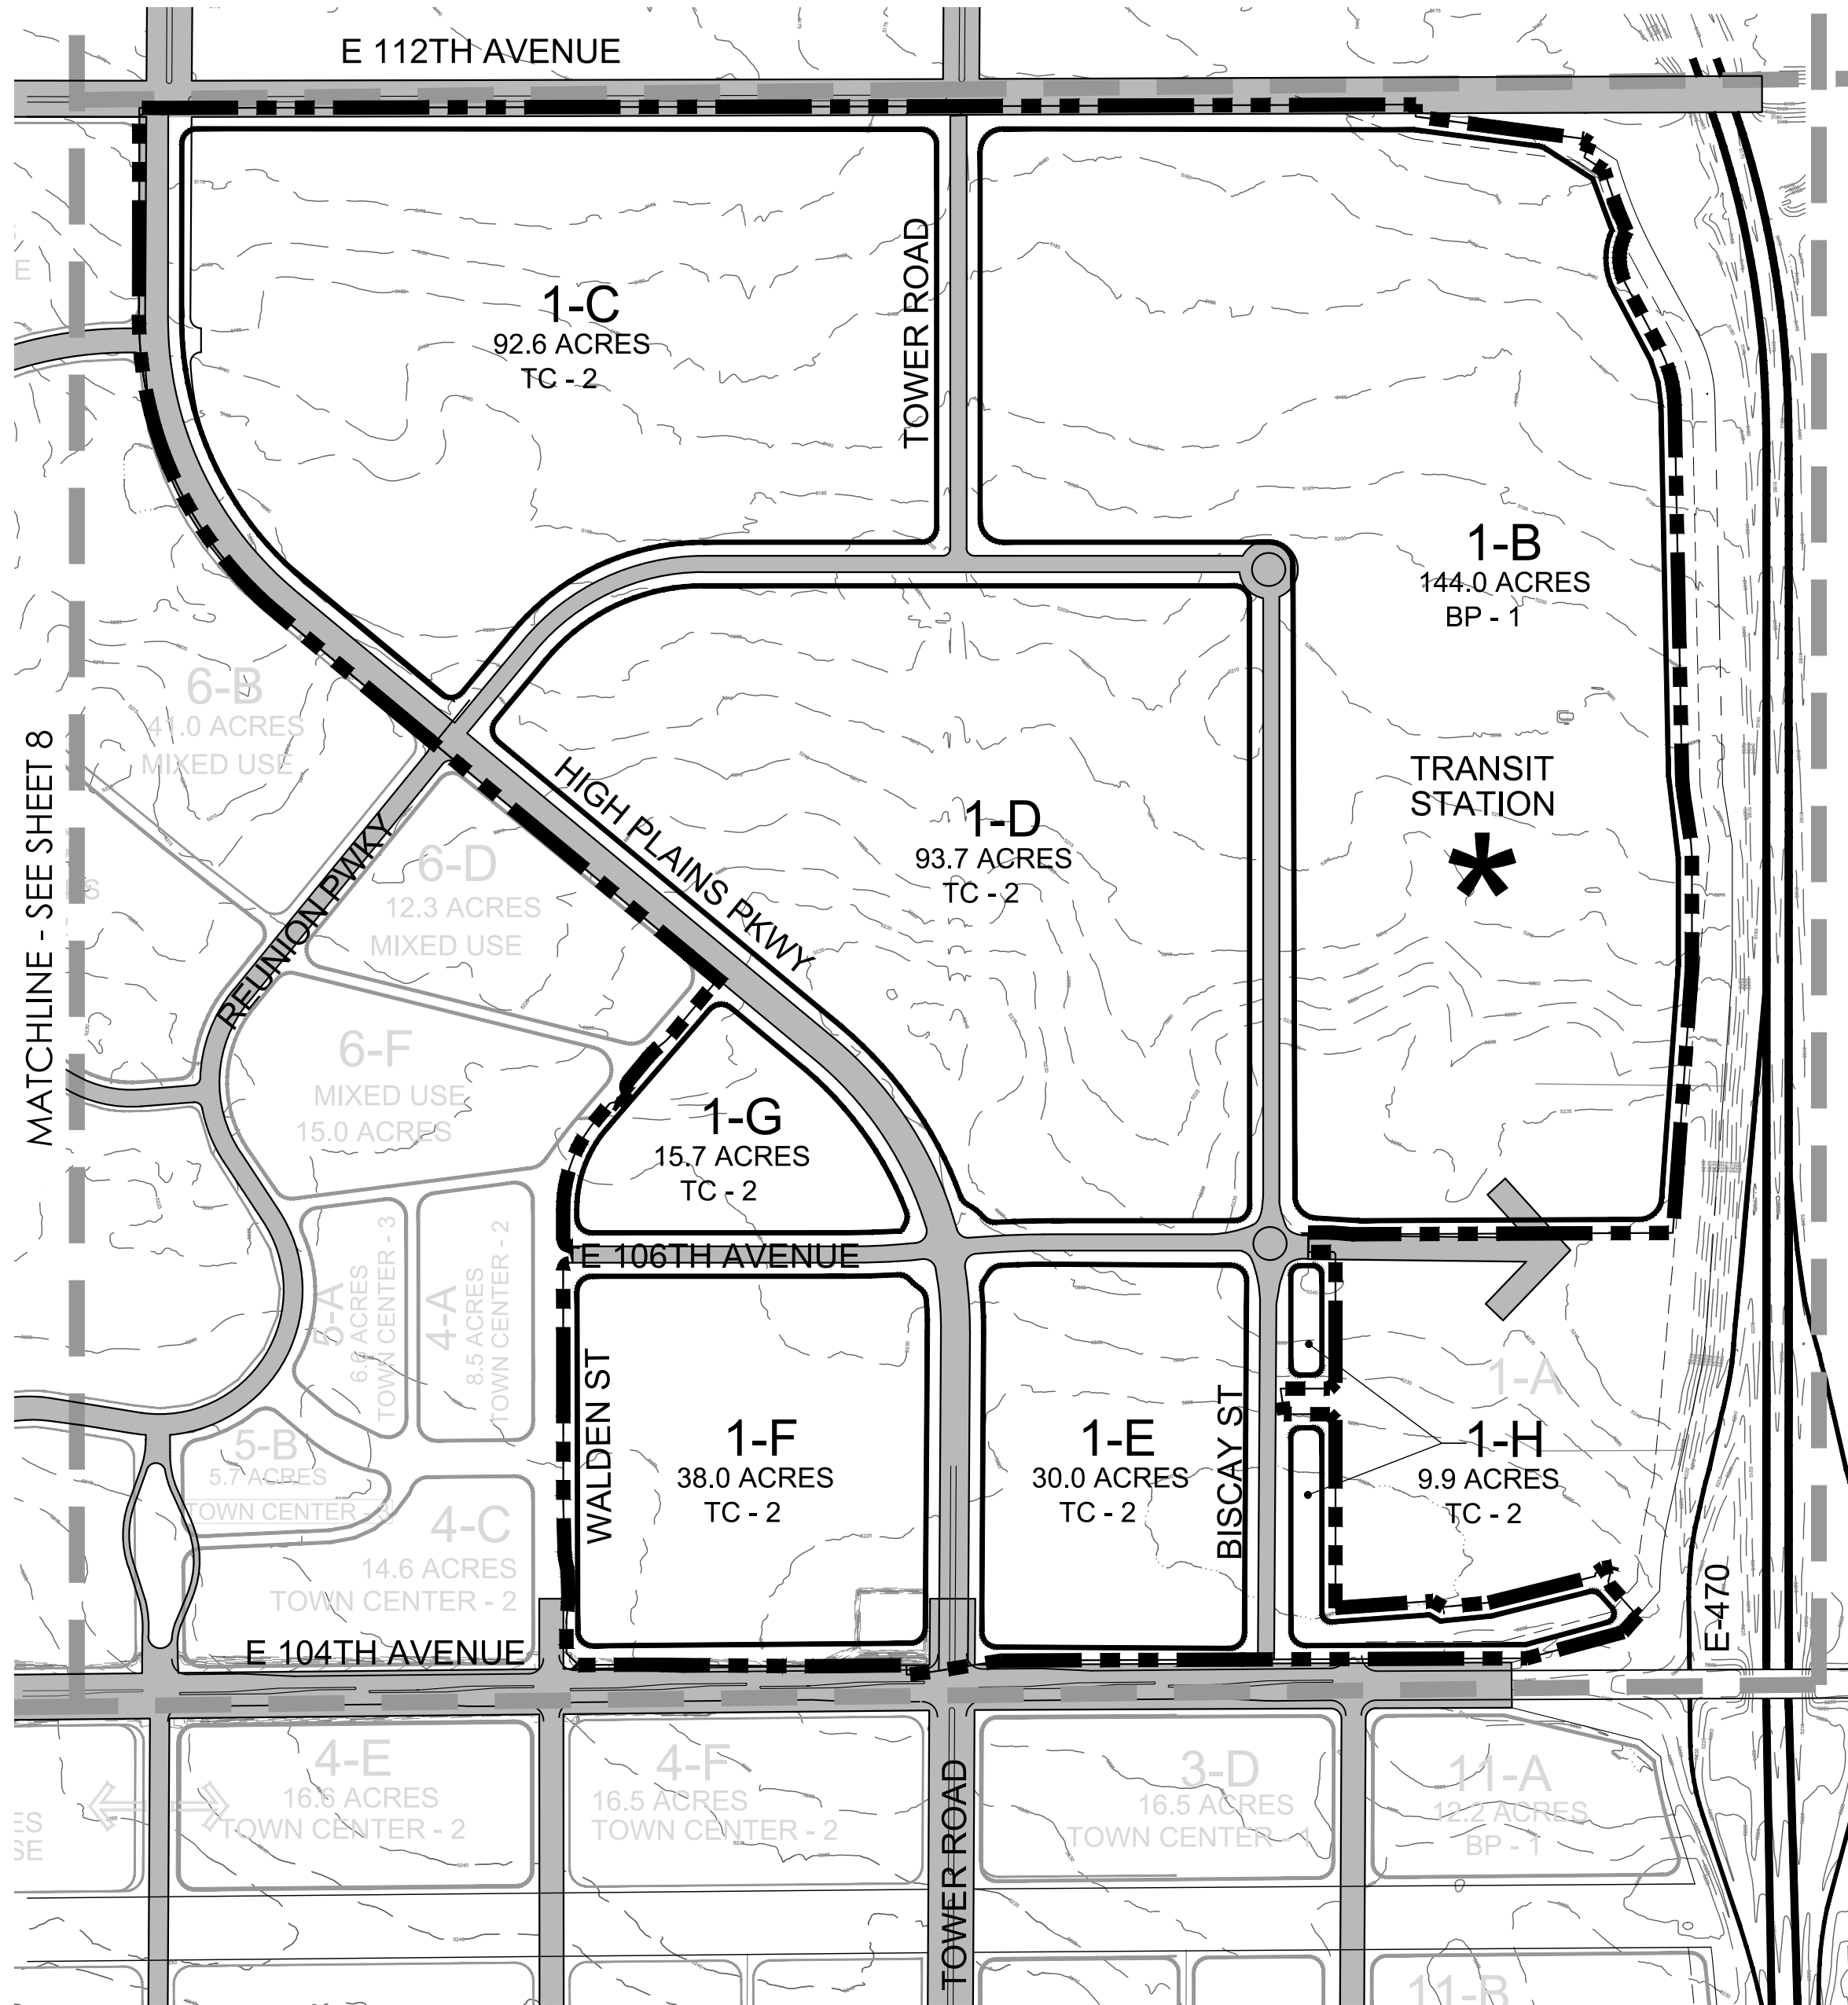 E 112TH AVENUE
TOWER ROAD
1-C
92.6 ACRES
TC - 2
1-B
144.0 ACRES
BP - 1
TRANSIT
STATION
*
6-B
41.0 ACRES
MIXED USE
MATCHLINE - SEE SHEET 8
HIGH PLAINS PKWY
1-D
93.7 ACRES
TC - 2
6-D
12.3 ACRES
MIXED USE
REUNION PWKY
6-F
MIXED USE
15.0 ACRES
1-G
15.7 ACRES
TC - 2
E 106TH AVENUE
5-A
6.9 ACRES
TOWN CENTER - 3
4-A
8.5 ACRES
TOWN CENTER - 2
WALDEN ST
1-F
38.0 ACRES
TC - 2
1-E
30.0 ACRES
TC - 2
BISCAY ST
1-A
1-H
9.9 ACRES
TC - 2
5-B
5.7 ACRES
TOWN CENTER - 3
4-C
14.6 ACRES
TOWN CENTER - 2
E-470
E 104TH AVENUE
4-E
16.6 ACRES
TOWN CENTER - 2
4-F
16.5 ACRES
TOWN CENTER - 2
TOWER ROAD
3-D
16.5 ACRES
TOWN CENTER - 1
11-A
12.2 ACRES
BP - 1
11-B